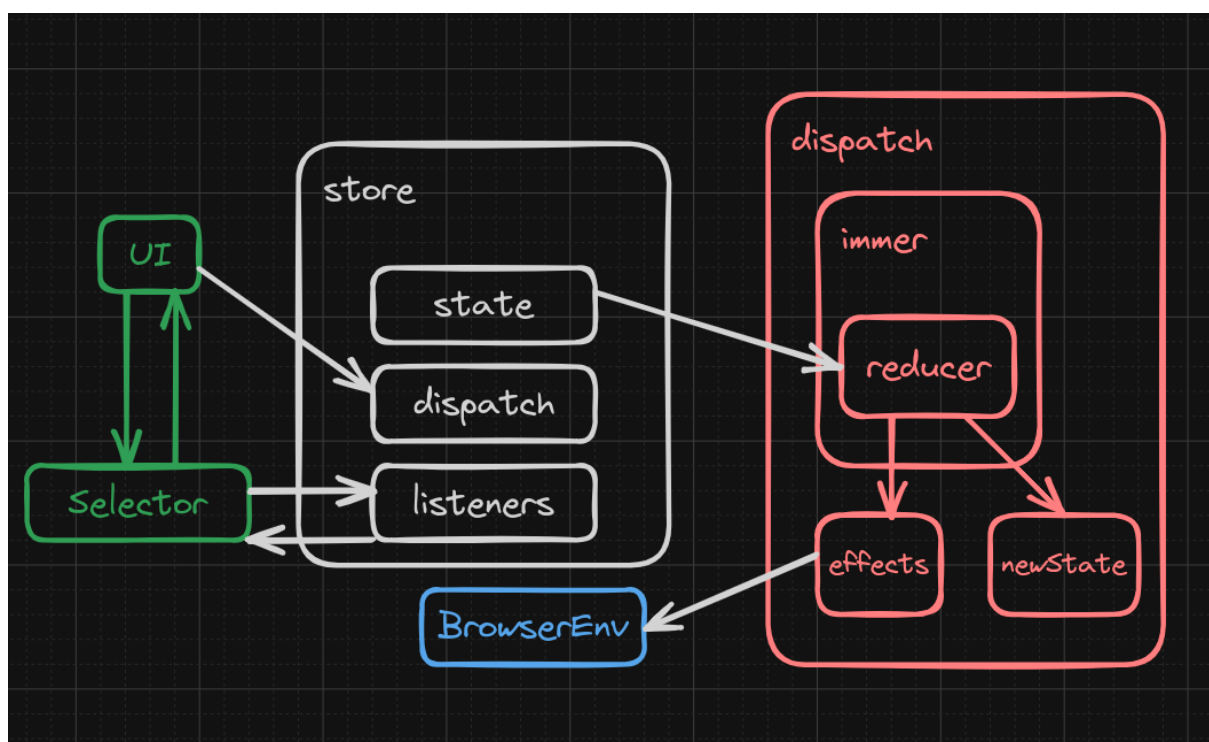 dispatch
store
immer
UI
state
reducer
dispatch
Selector
listeners
effects
newState
BrowserEnv